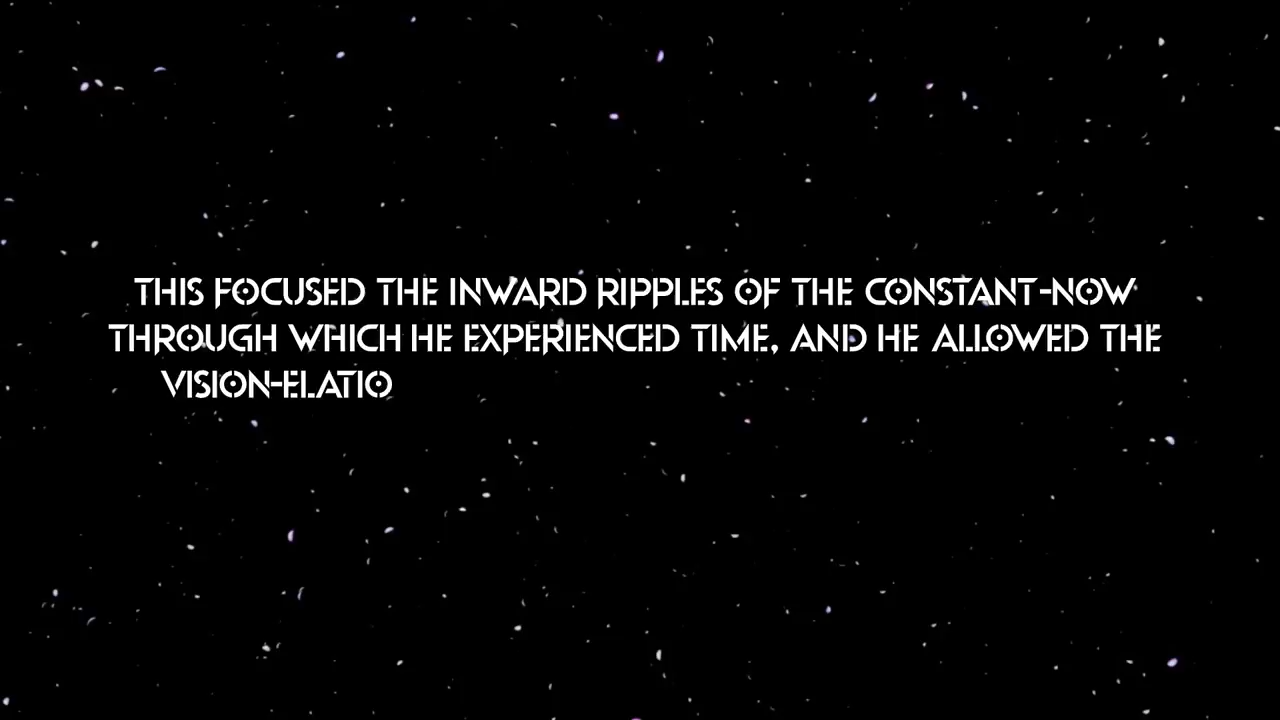 THIS FOCUSED THE INWARD RIPPLES OF THE CONSTANT-NOW
THROUGH WHICH HE EXPERIENCED TIME, AND HE ALLOWED THE
VISION-ELATIO